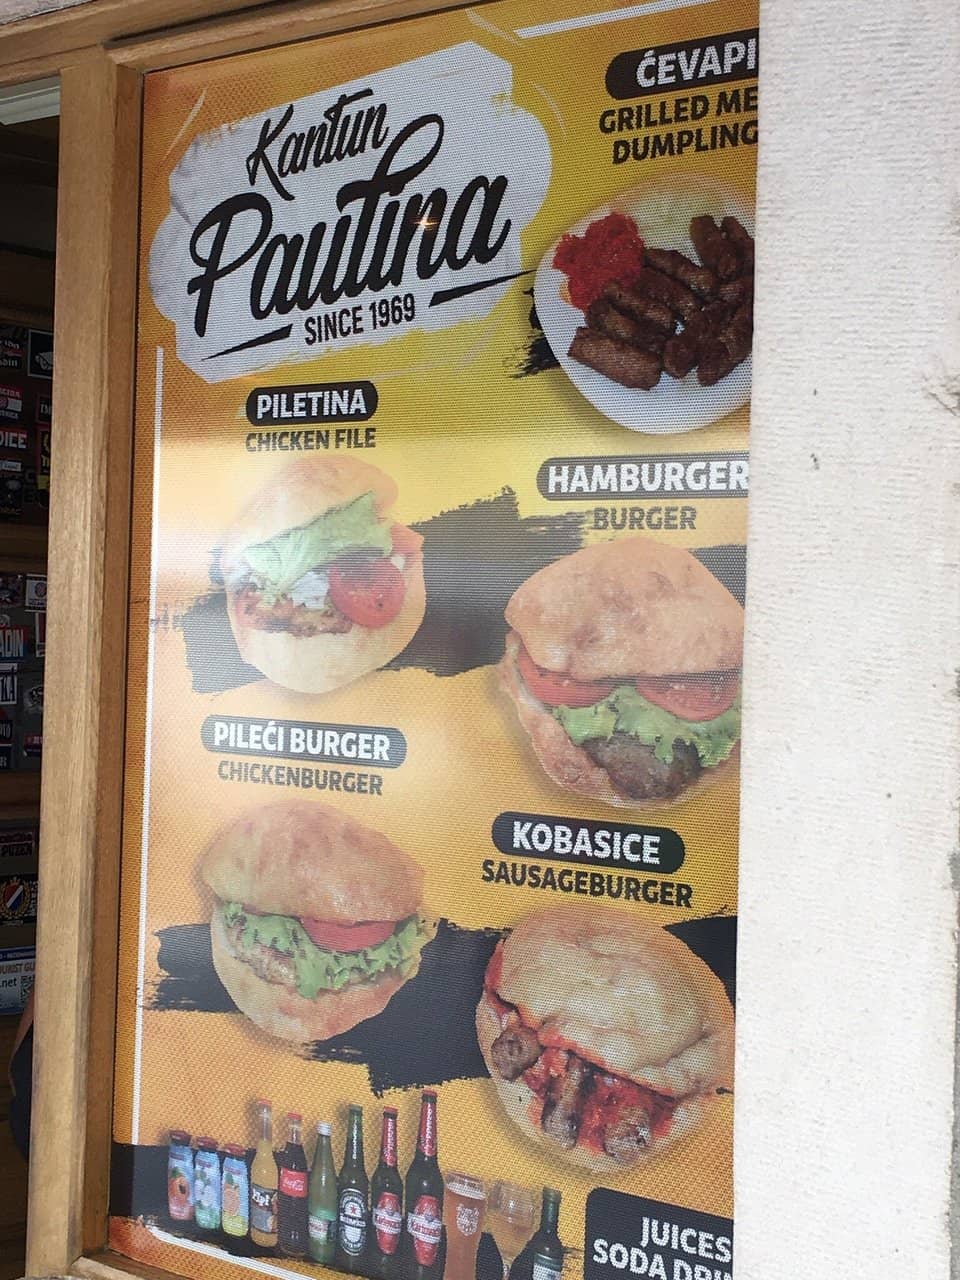 Kantun
Paulina
SINCE 1969
ĆEVAPI
GRILLED ME
DUMPLING
PILETINA
CHICKEN FILE
HAMBURGER
BURGER
PILEĆI BURGER
CHICKENBURGER
KOBASICE
SAUSAGEBURGER
JUICES
SODA DRIN